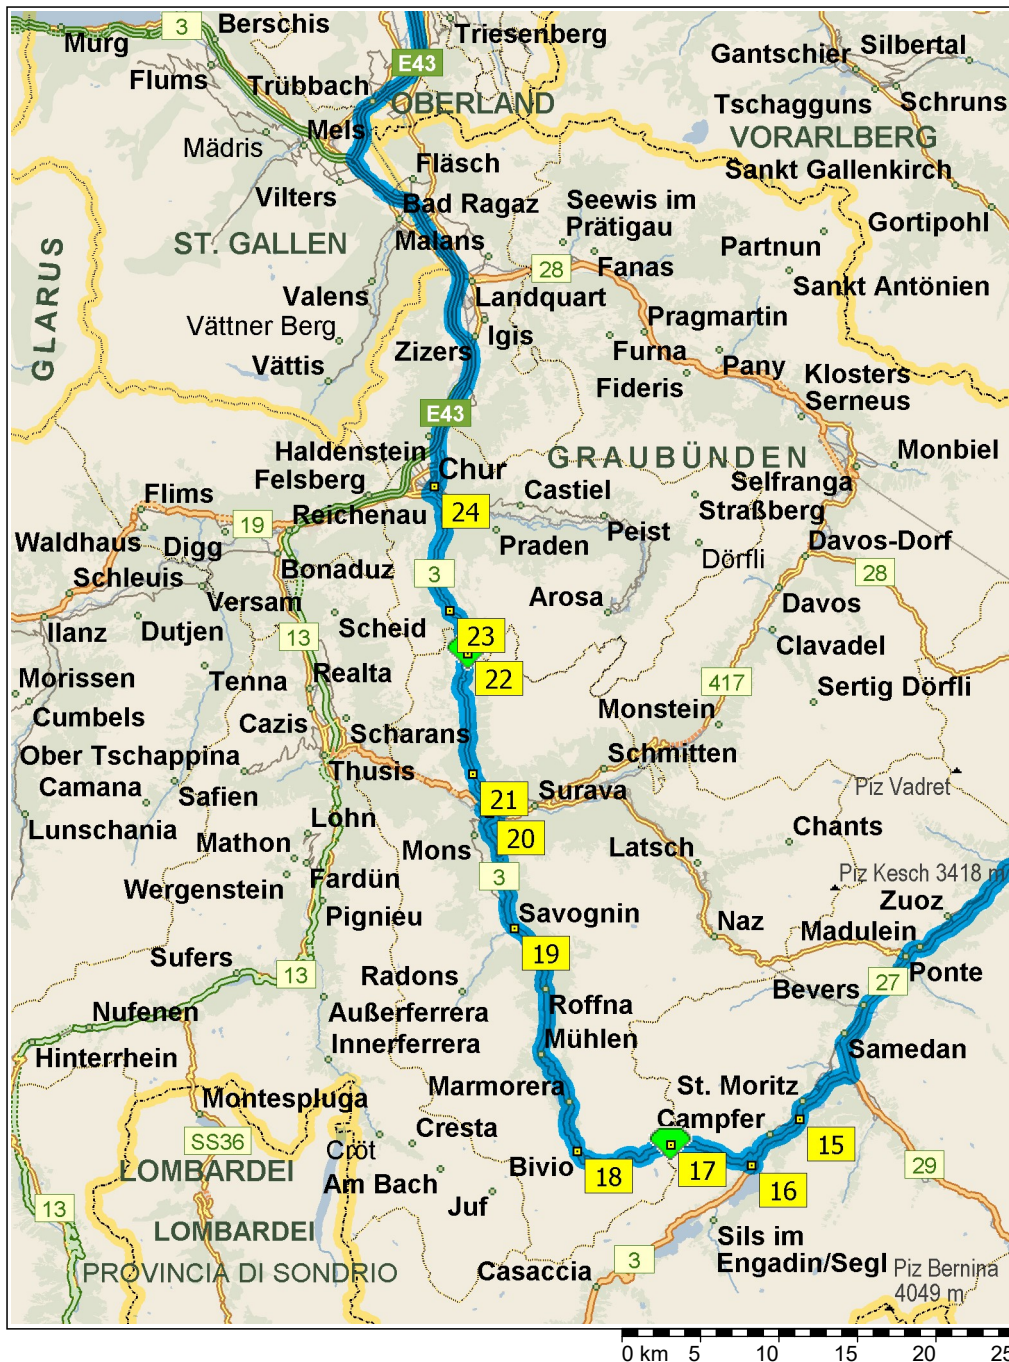 3
Berschis
Murg
Triesenberg
E43
Flums
Trübbach
OBERLAND
Gantschier
Silbertal
Tschagguns
Schruns
VORARLBERG
Mels
Mädris
Fläsch
Sankt Gallenkirch
Vilters
Bad Ragaz
Seewis im
Prätigau
Gortipohl
ST. GALLEN
Malans
Partnun
GLARUS
28
Fanas
Sankt Antönien
Valens
Landquart
Vättner Berg
Igis
Pragmartin
Zizers
Furna
Vättis
Pany
Fideris
Klosters
Serneus
E43
Haldenstein
Monbiel
Felsberg
Chur
GRAUBÜNDEN
Selfranga
Flims
Castiel
Straßberg
24
19
Reichenau
Peist
Waldhaus
Digg
Praden
Dörfli
Davos-Dorf
3
Bonaduz
28
Schleuis
Versam
Arosa
Davos
Ilanz
Dutjen
13
Scheid
23
Clavadel
Morissen
Tenna
Realta
22
417
Sertig Dörfli
Cumbels
Cazis
Monstein
Scharans
Ober Tschappina
Schmitten
Thusis
Camana
Safien
21
Surava
Piz Vadret
Lunschania
Lohn
20
Chants
Mathon
Mons
Latsch
3
Piz Kesch 3418 m
Wergenstein
Fardün
Zuoz
Pignieu
Savognin
Naz
Madulein
19
Sufers
13
Radons
Ponte
27
Bevers
Nufenen
Außerferrera
Roffna
Innerferrera
Mühlen
Hinterrhein
Samedan
Marmorera
St. Moritz
Montespluga
Campfer
15
SS36
Cresta
Cröt
17
LOMBARDEI
Bivio
18
29
Am Bach
16
13
Juf
LOMBARDEI
Sils im
Engadin/Segl
3
PROVINCIA DI SONDRIO
Casaccia
Piz Bernina
4049 m
0 km 5 10 15 20 25